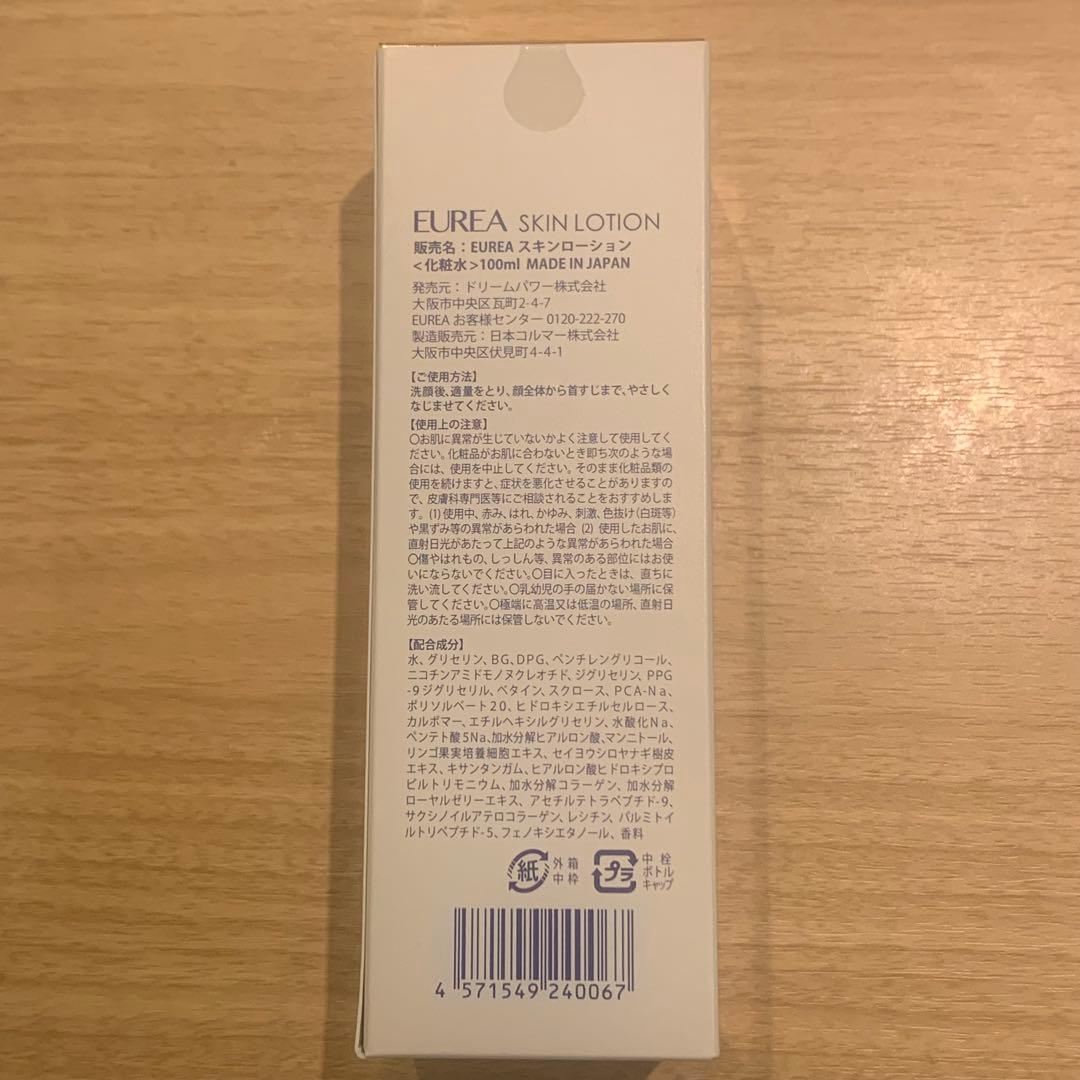 EUREA SKIN LOTION
販売名：EUREA スキンローション
<化粧水>100ml MADE IN JAPAN
発売元：ドリームパワー株式会社
大阪市中央区瓦町2-4-7
EUREA お客様センター 0120-222-270
製造販売元：日本コルマー株式会社
大阪市中央区伏見町4-4-1
【ご使用方法】
洗顔後、適量をとり、顔全体から首すじまで、やさしく
なじませてください。
【使用上の注意】
〇お肌に異常が生じていないかよく注意して使用してく
ださい。化粧品がお肌に合わないとき即ち次のような場
合には、使用を中止してください。そのまま化粧品類の
使用を続けますと、症状を悪化させることがありますの
で、皮膚科専門医等にご相談されることをおすすめしま
す。(1)使用中、赤み、はれ、かゆみ、刺激、色抜け(白斑等)
や黒ずみ等の異常があらわれた場合 (2) 使用したお肌に、
直射日光があたって上記のような異常があらわれた場合
〇傷やはれもの、しっしん等、異常のある部位にはお使
いにならないでください。〇目に入ったときは、直ちに
洗い流してください。〇乳幼児の手の届かない場所に保
管してください。〇極端に高温又は低温の場所、直射日
光のあたる場所には保管しないでください。
【配合成分】
水、グリセリン、BG、DPG、ペンチレングリコール、
ニコチンアミドモノヌクレオチド、ジグリセリン、PPG
-9ジグリセリル、ベタイン、スクロース、PCA-Na、
ポリソルベート20、ヒドロキシエチルセルロース、
カルボマー、エチルヘキシルグリセリン、水酸化Na、
ペンテト酸5Na、加水分解ヒアルロン酸、マンニトール、
リンゴ果実培養細胞エキス、セイヨウシロヤナギ樹皮
エキス、キサンタンガム、ヒアルロン酸ヒドロキシプロ
ピルトリモニウム、加水分解コラーゲン、加水分解
ローヤルゼリーエキス、アセチルテトラペプチド-9、
サクシノイルアテロコラーゲン、レシチン、パルミトイ
ルトリペプチド-5、フェノキシエタノール、香料
紙 外箱 中枠 プラ 中栓 ボトル キャップ
4 571549 240067